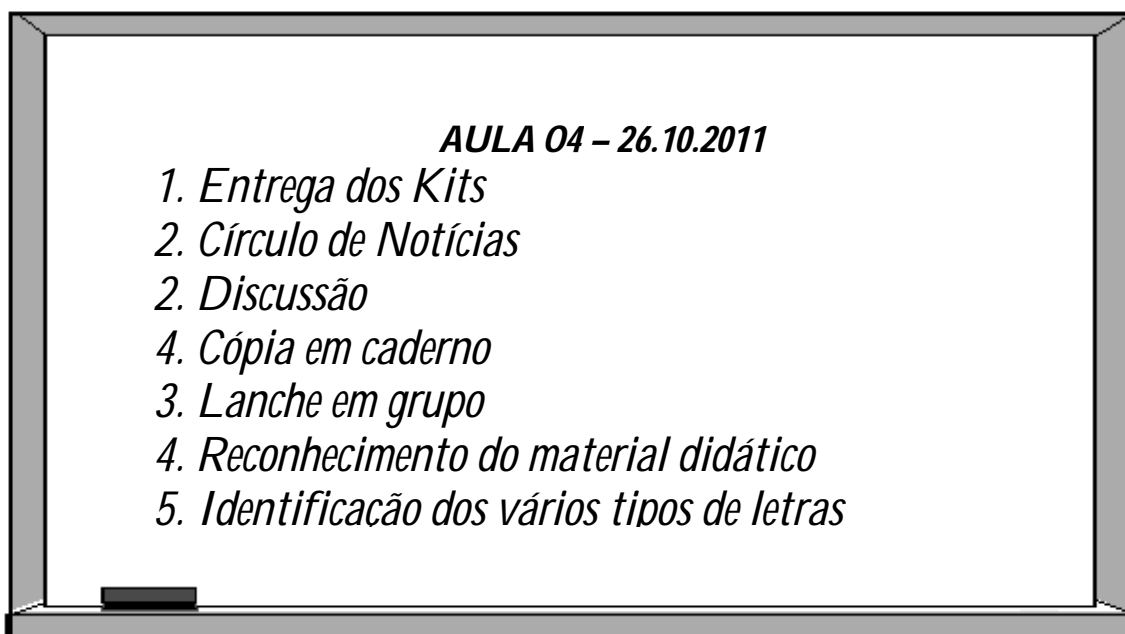 AULA O4 – 26.10.2011
1. Entrega dos Kits
2. Círculo de Notícias
2. Discussão
4. Cópia em caderno
3. Lanche em grupo
4. Reconhecimento do material didático
5. Identificação dos vários tipos de letras